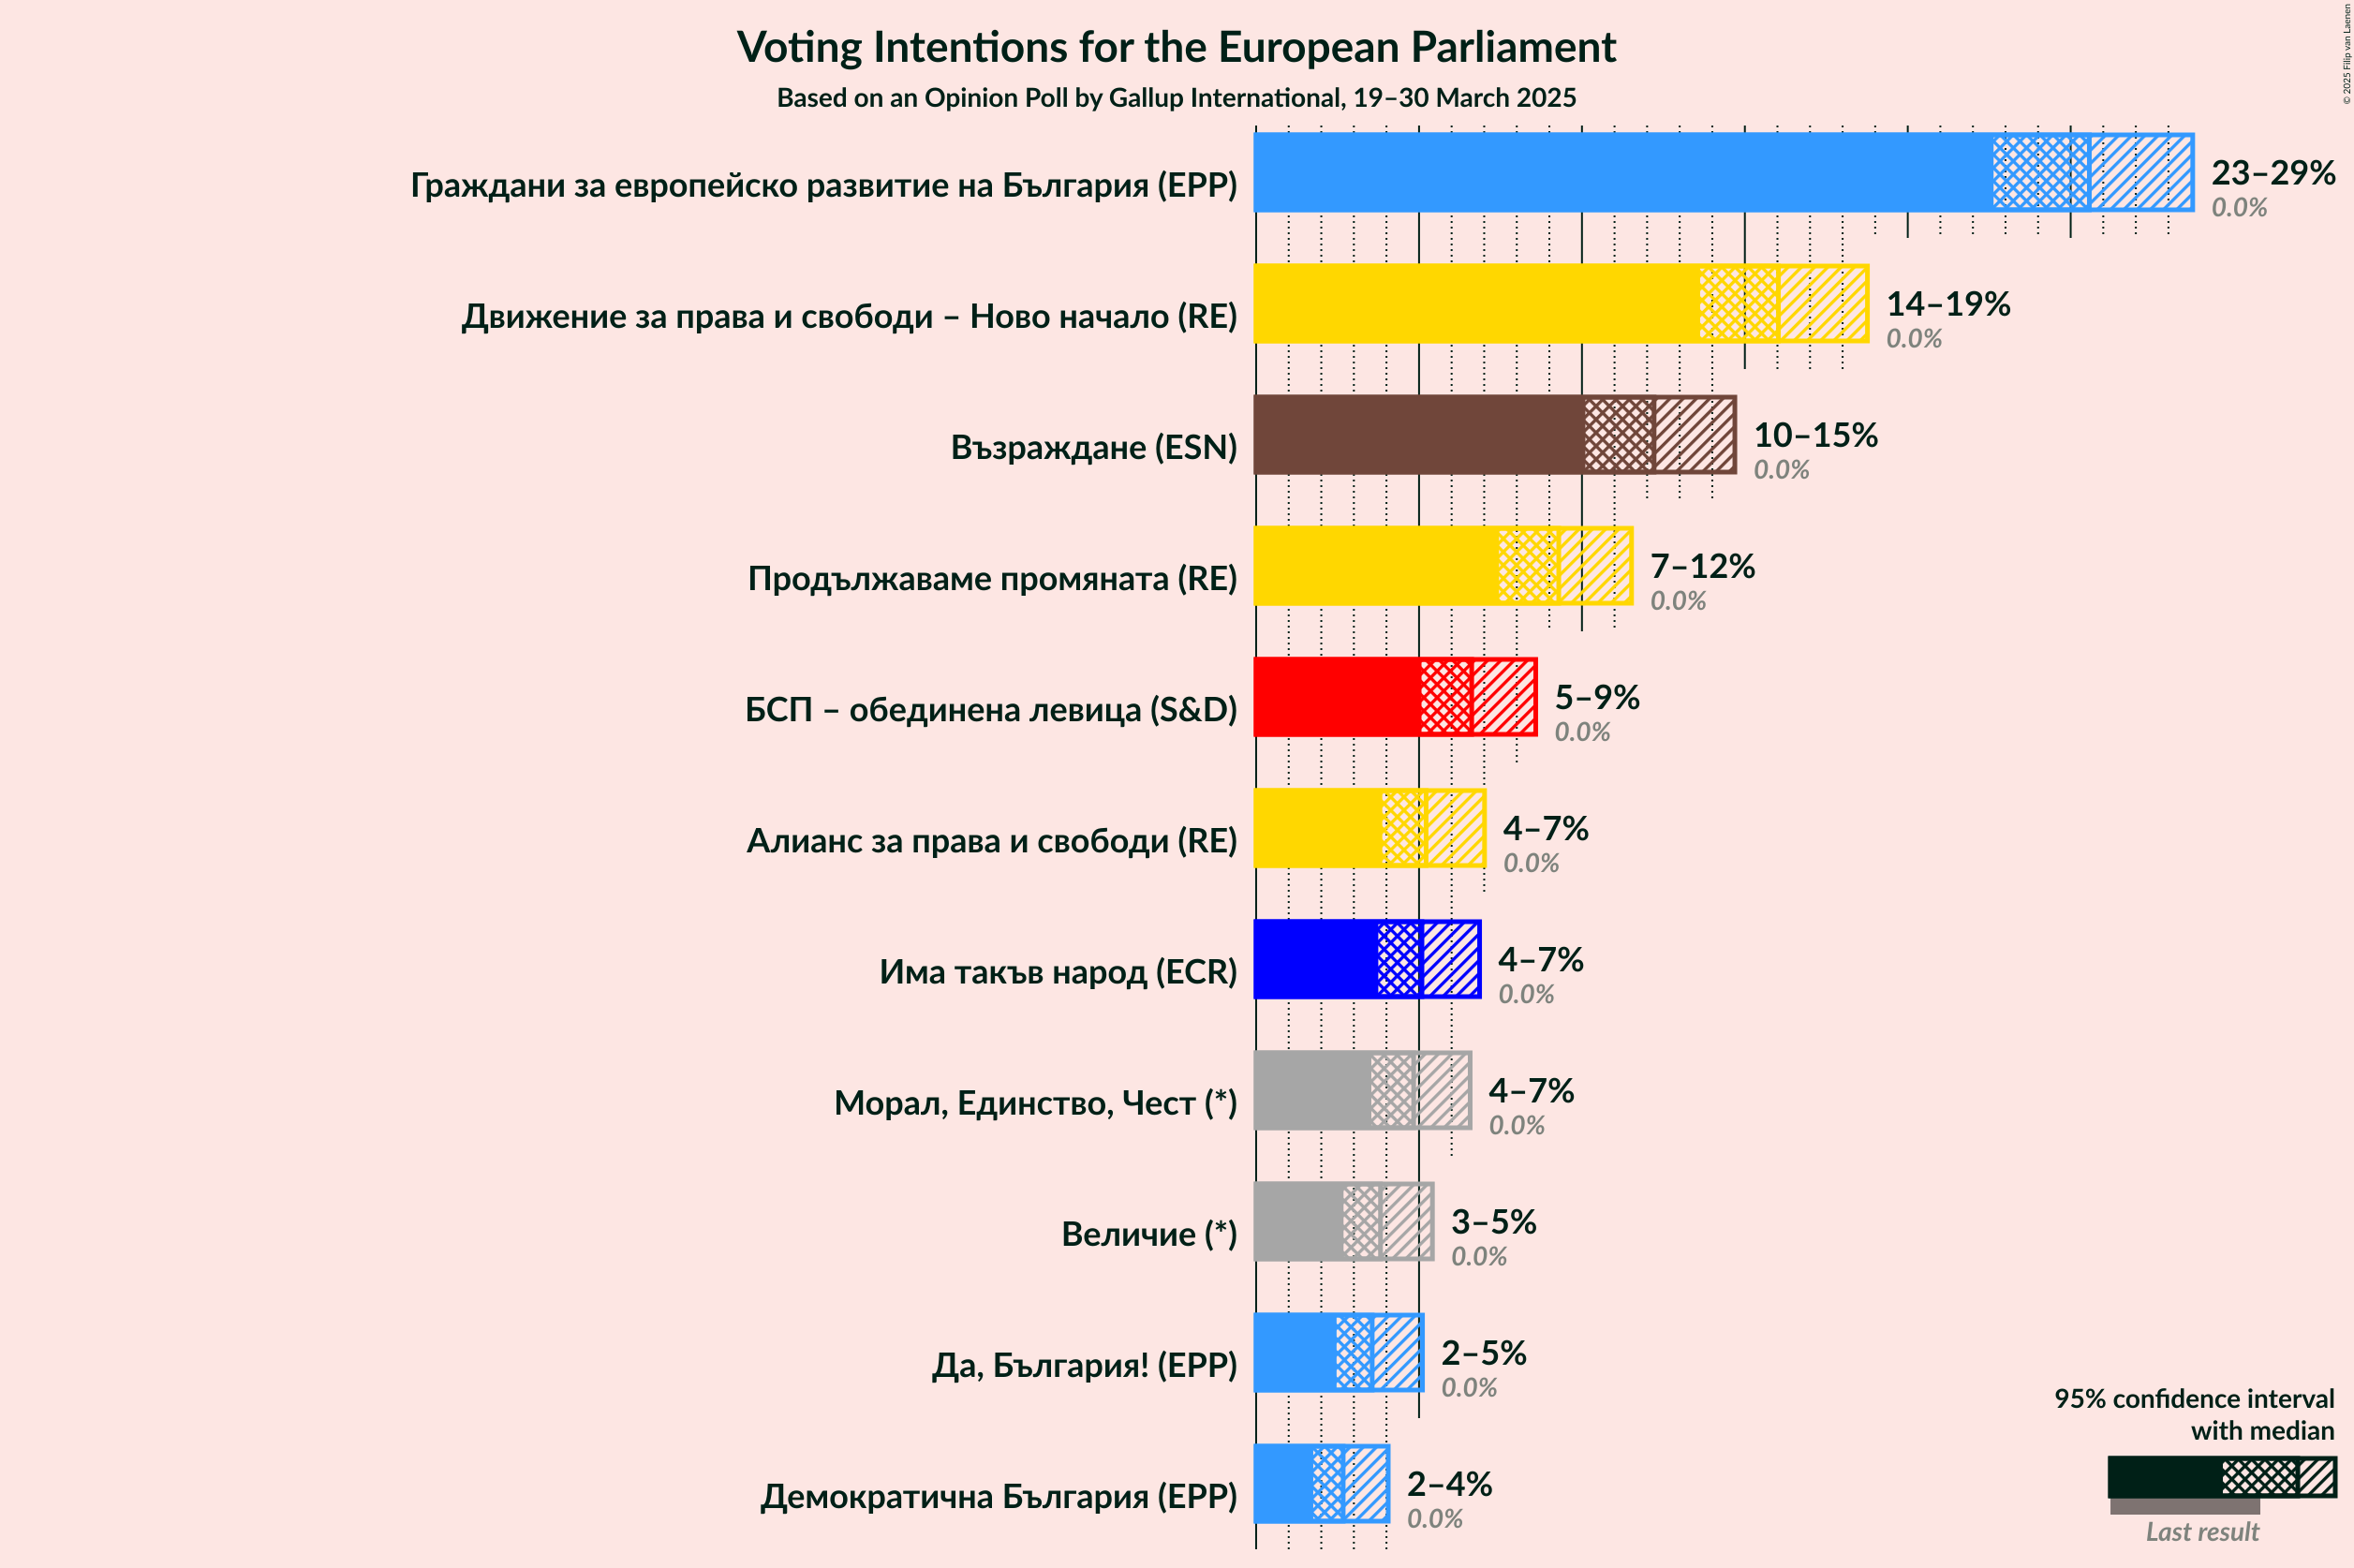 Voting Intentions for the European Parliament
Based on an Opinion Poll by Gallup International, 19–30 March 2025
© 2025 Filip van Laenen
Граждани за европейско развитие на България (EPP)
23–29%
0.0%
Движение за права и свободи – Ново начало (RE)
14–19%
0.0%
Възраждане (ESN)
10–15%
0.0%
Продължаваме промяната (RE)
7–12%
0.0%
БСП – обединена левица (S&D)
5–9%
0.0%
Алианс за права и свободи (RE)
4–7%
0.0%
Има такъв народ (ECR)
4–7%
0.0%
Морал, Единство, Чест (*)
4–7%
0.0%
Величие (*)
3–5%
0.0%
Да, България! (EPP)
2–5%
0.0%
Демократична България (EPP)
2–4%
0.0%
95% confidence interval
with median
Last result